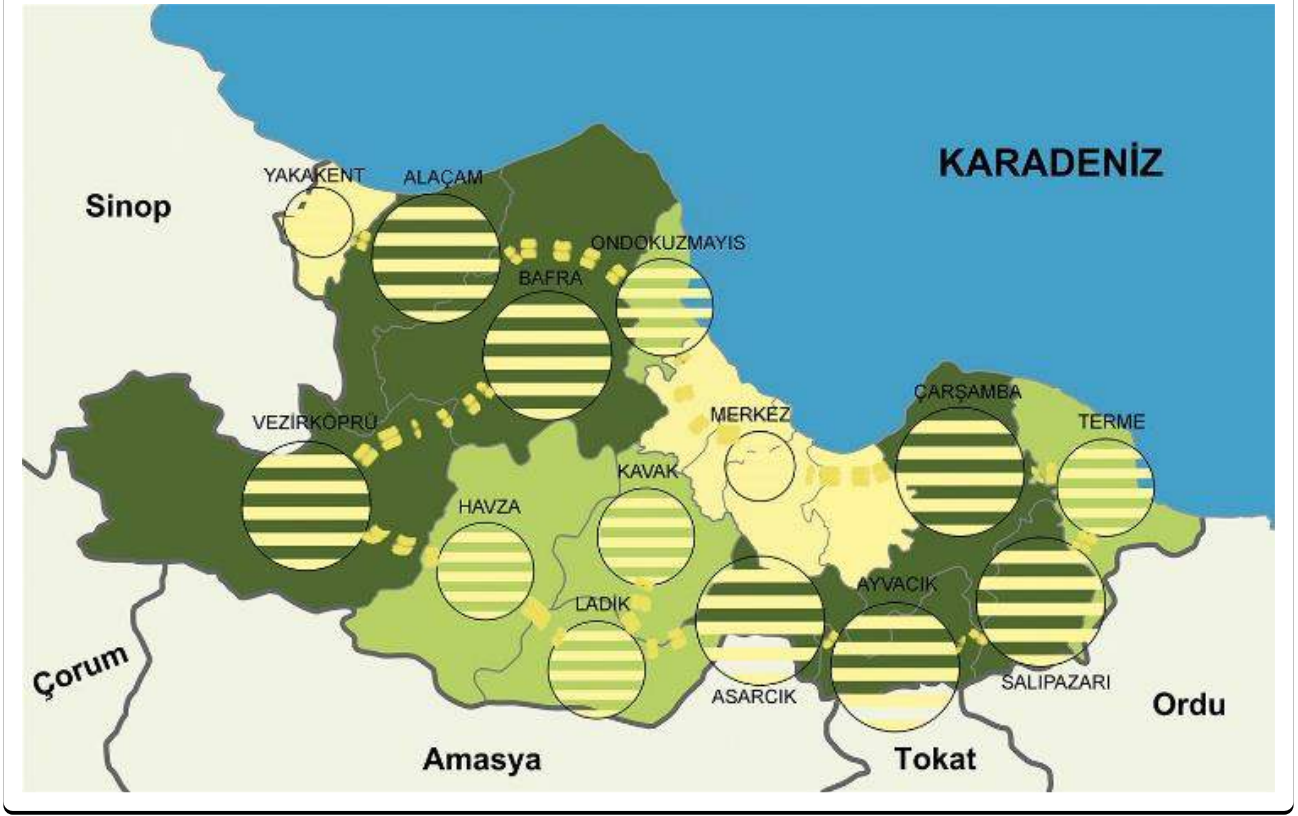 KARADENİZ
YAKAKENT
ALAÇAM
Sinop
ONDOKUZMAYIS
BAFRA
ÇARŞAMBA
MERKEZ
VEZİRKÖPRÜ
TERME
KAVAK
HAVZA
AYVACIK
LADİK
Çorum
SALIPAZARI
ASARCIK
Ordu
Amasya
Tokat